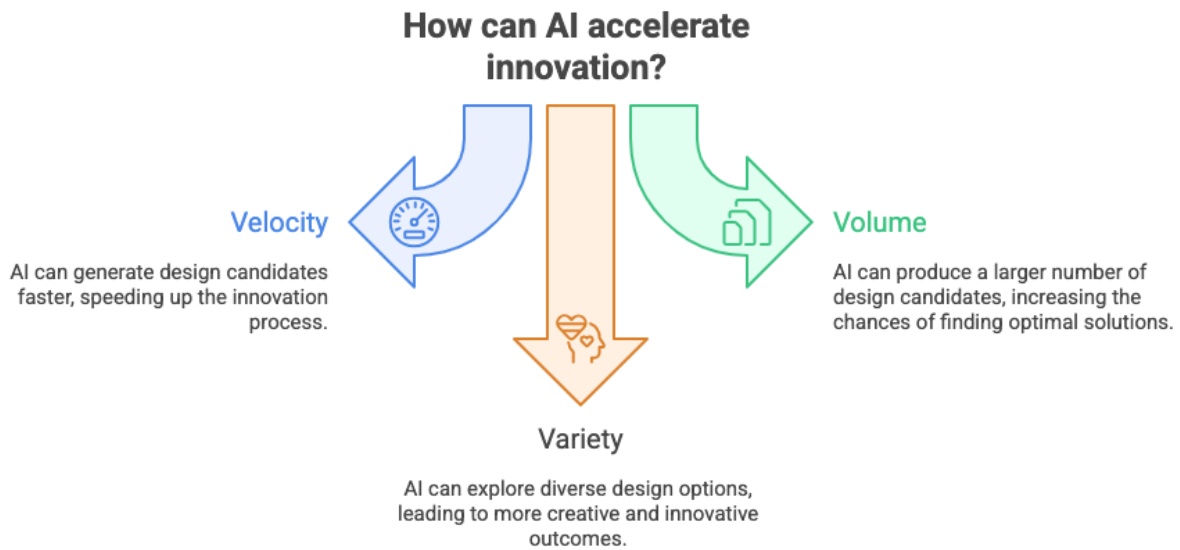 How can AI accelerate
innovation?
Velocity
AI can generate design candidates
faster, speeding up the innovation
process.
Volume
AI can produce a larger number of
design candidates, increasing the
chances of finding optimal solutions.
Variety
AI can explore diverse design options,
leading to more creative and innovative
outcomes.